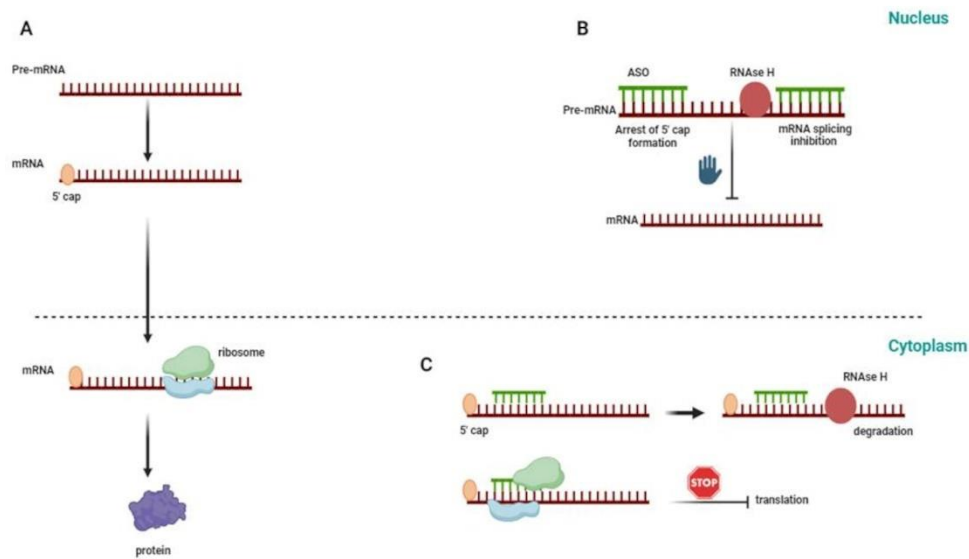 Nucleus
A
Pre-mRNA
mRNA
5' cap
B
ASO
RNAse H
Pre-mRNA
Arrest of 5' cap
formation
mRNA splicing
inhibition
mRNA
Cytoplasm
mRNA
ribosome
protein
C
5' cap
RNAse H
degradation
STOP
translation